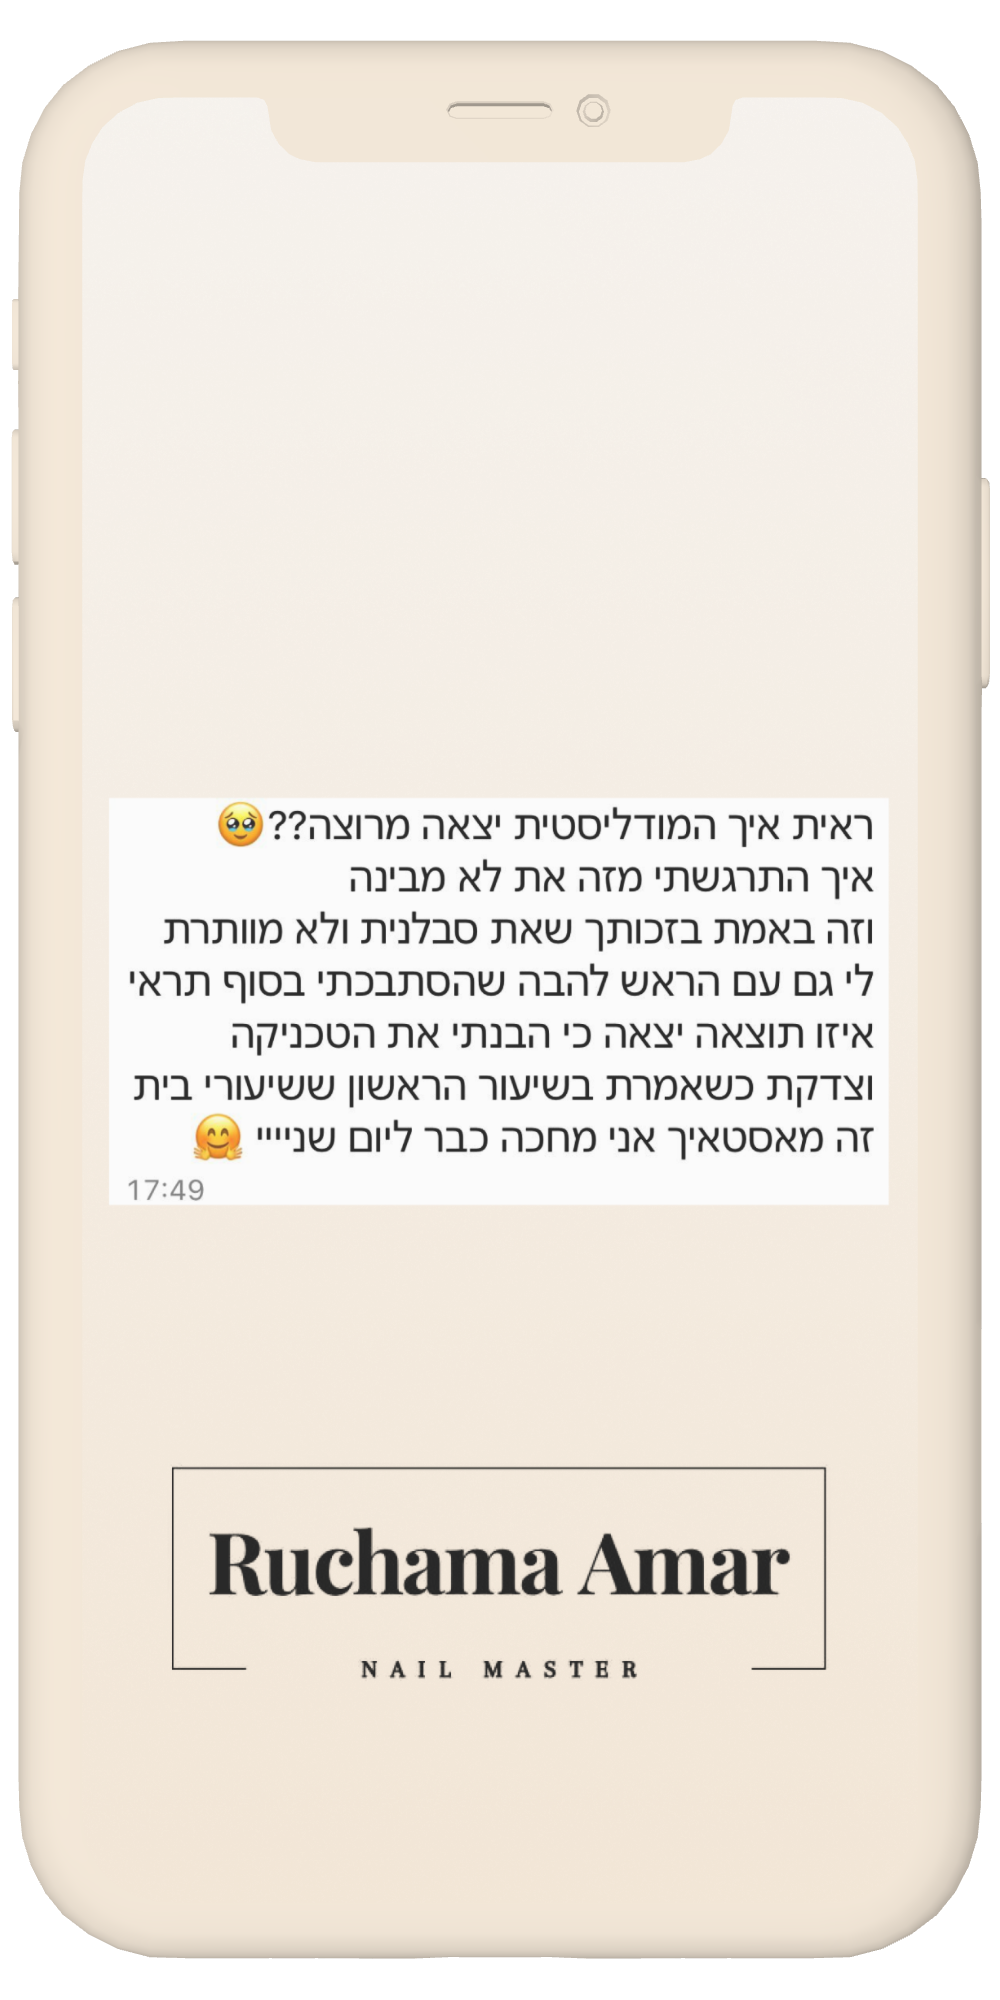 ראית איך המודליסטית יצאה מרוצה??🥹
איך התרגשתי מזה את לא מבינה
וזה באמת בזכותך שאת סבלנית ולא מוותרת
לי גם עם הראש להבה שהסתבכתי בסוף תראי
איזו תוצאה יצאה כי הבנתי את הטכניקה
וצדקת כשאמרת בשיעור הראשון ששיעורי בית
זה מאסטאיך אני מחכה כבר ליום שנייייי 🤗
17:49
Ruchama Amar
NAIL MASTER